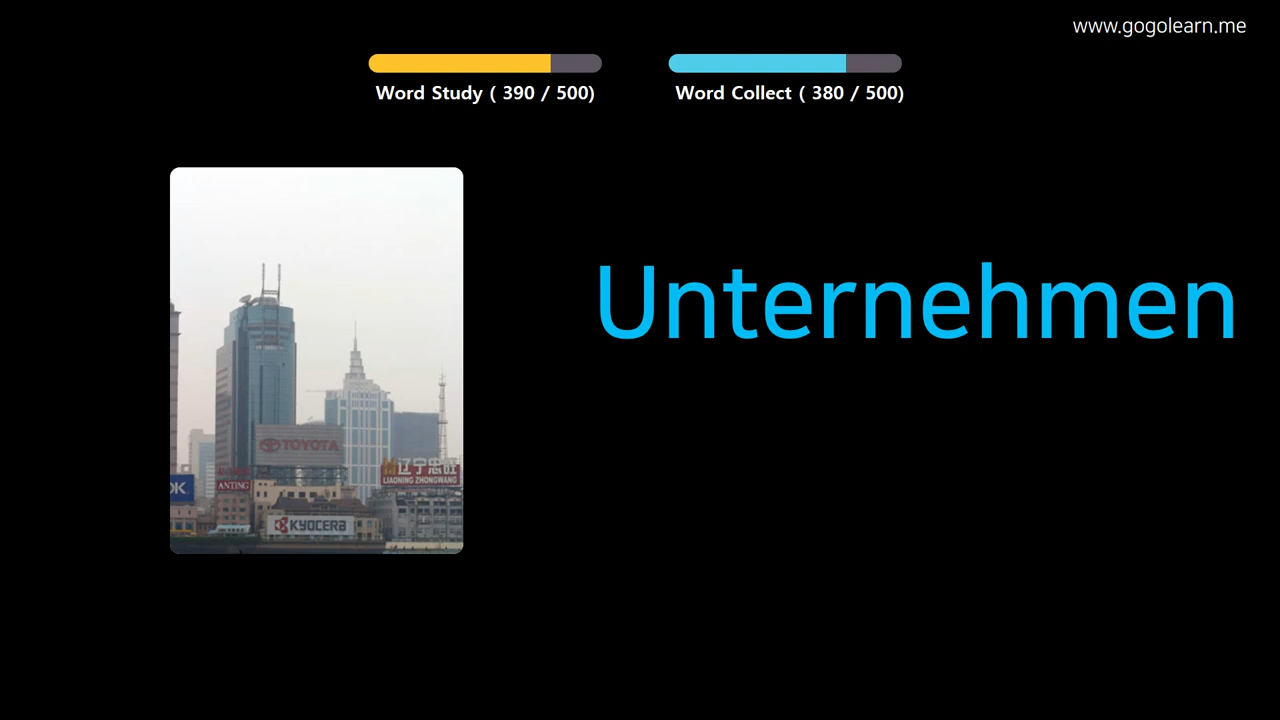 www.gogolearn.me
Word Study ( 390 / 500)
Word Collect ( 380 / 500)
Unternehmen
TOYOTA
辽宁忠旺
LIAONING ZHONGWANG
OK
ANTING
KYOCERA